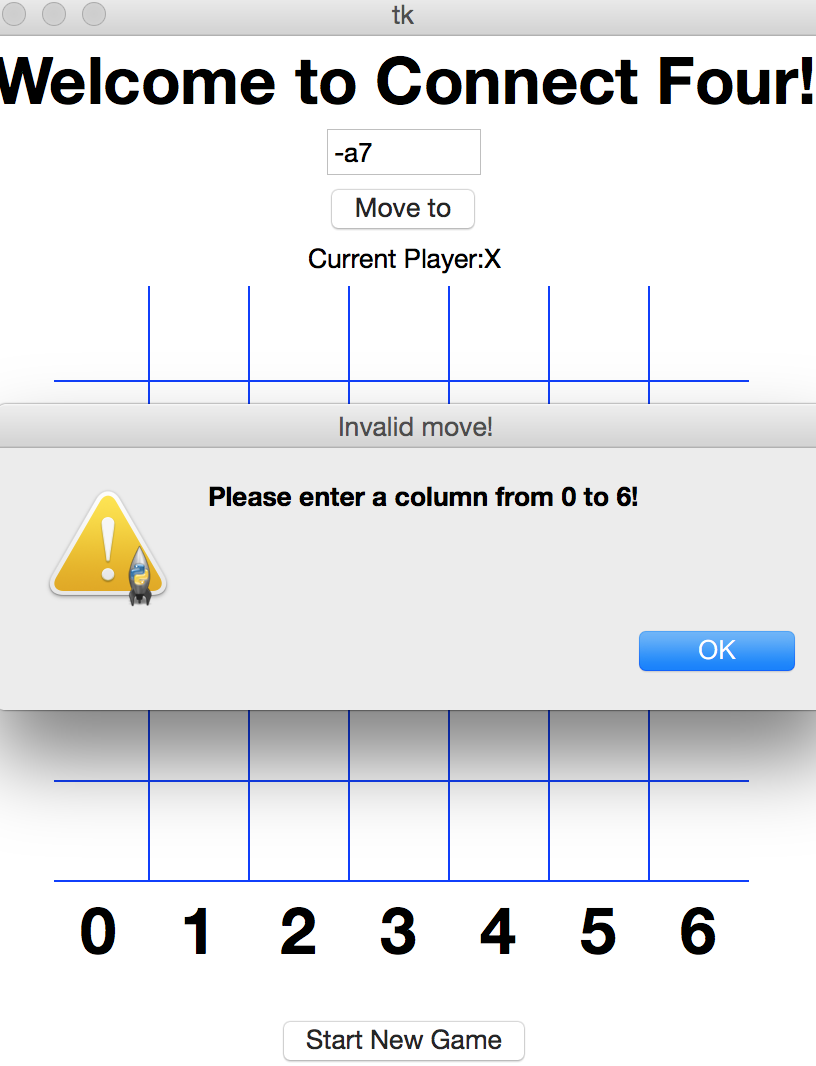 tk
Welcome to Connect Four!
-a7
Move to
Current Player:X
Invalid move!
Please enter a column from 0 to 6!
OK
0 1 2 3 4 5 6
Start New Game